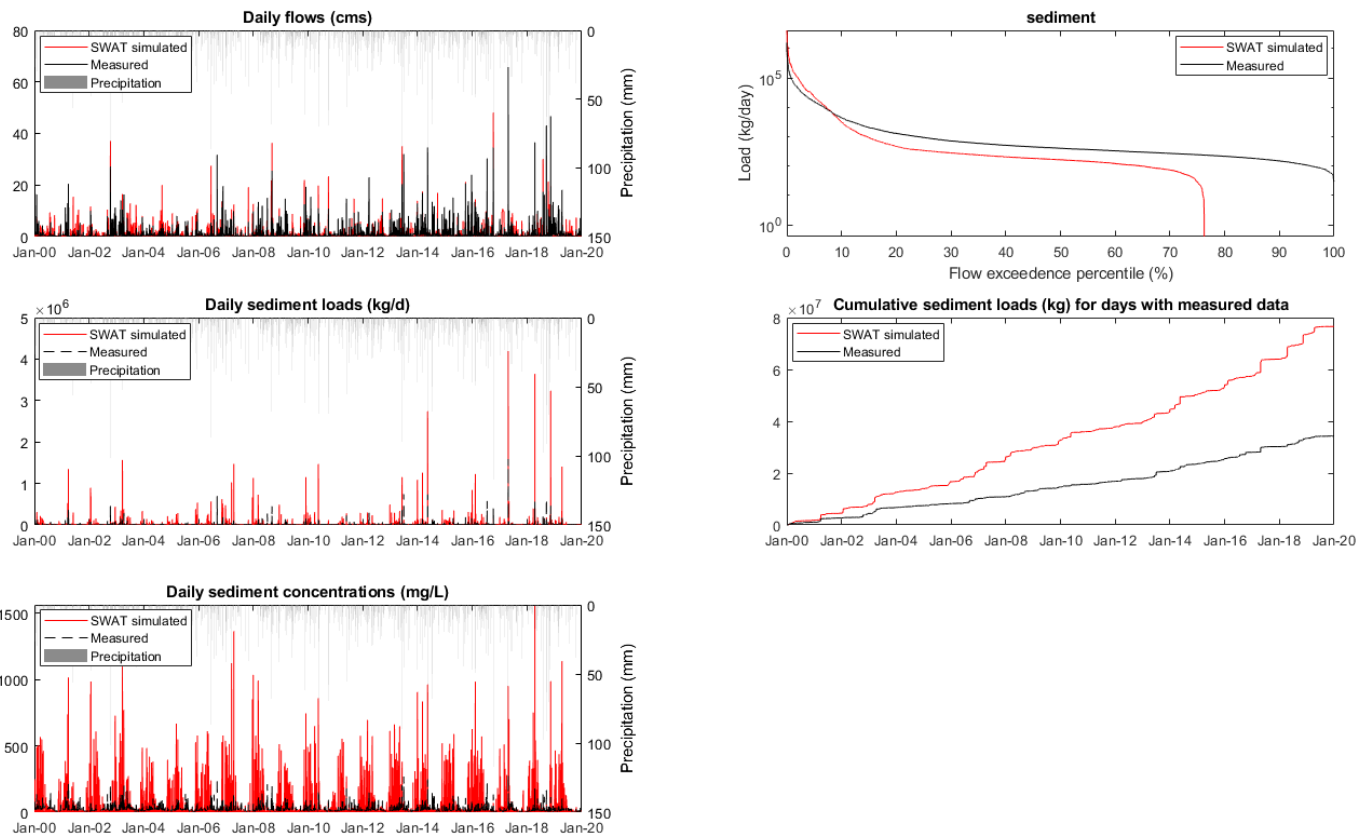 Daily flows (cms)
80
60
40
20
0
0
50
100
150
Precipitation (mm)
SWAT simulated
Measured
Precipitation
Jan-00 Jan-02 Jan-04 Jan-06 Jan-08 Jan-10 Jan-12 Jan-14 Jan-16 Jan-18 Jan-20
sediment
SWAT simulated
Measured
Load (kg/day)
10^5
10^0
0 10 20 30 40 50 60 70 80 90 100
Flow exceedence percentile (%)
Daily sediment loads (kg/d)
× 10^6
5
4
3
2
1
0
0
50
100
150
Precipitation (mm)
SWAT simulated
Measured
Precipitation
Jan-00 Jan-02 Jan-04 Jan-06 Jan-08 Jan-10 Jan-12 Jan-14 Jan-16 Jan-18 Jan-20
Cumulative sediment loads (kg) for days with measured data
× 10^7
8
6
4
2
0
SWAT simulated
Measured
Jan-00 Jan-02 Jan-04 Jan-06 Jan-08 Jan-10 Jan-12 Jan-14 Jan-16 Jan-18 Jan-20
Daily sediment concentrations (mg/L)
1500
1000
500
0
0
50
100
150
Precipitation (mm)
SWAT simulated
Measured
Precipitation
Jan-00 Jan-02 Jan-04 Jan-06 Jan-08 Jan-10 Jan-12 Jan-14 Jan-16 Jan-18 Jan-20